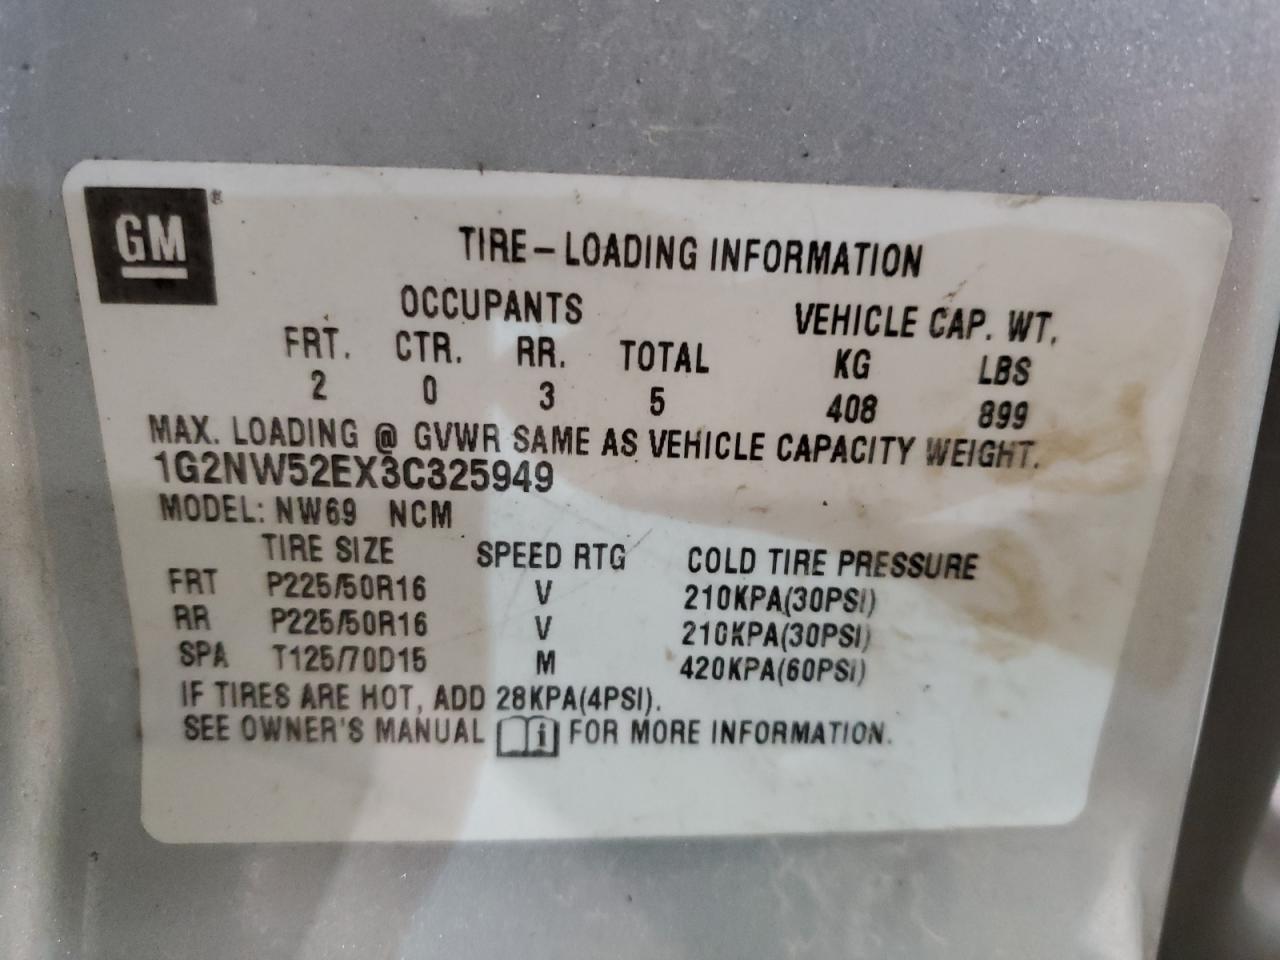 GM®
TIRE–LOADING INFORMATION
OCCUPANTS VEHICLE CAP. WT.
FRT. CTR. RR. TOTAL KG LBS
2 0 3 5 408 899
MAX. LOADING @ GVWR SAME AS VEHICLE CAPACITY WEIGHT.
1G2NW52EX3C325949
MODEL: NW69 NCM
TIRE SIZE SPEED RTG COLD TIRE PRESSURE
FRT P225/50R16 V 210KPA(30PSI)
RR P225/50R16 V 210KPA(30PSI)
SPA T125/70D15 M 420KPA(60PSI)
IF TIRES ARE HOT, ADD 28KPA(4PSI).
SEE OWNER'S MANUAL i FOR MORE INFORMATION.